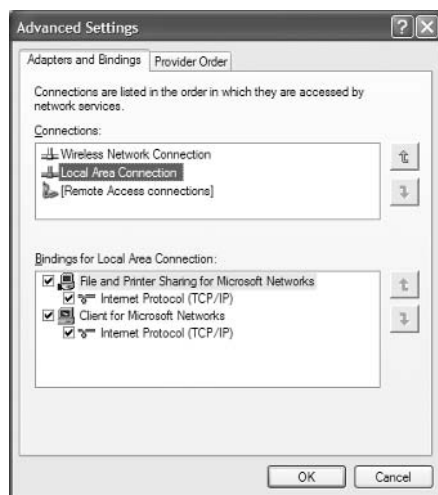 Advanced Settings
Adapters and Bindings
Provider Order
Connections are listed in the order in which they are accessed by
network services.
Connections:
Wireless Network Connection
Local Area Connection
[Remote Access connections]
Bindings for Local Area Connection:
File and Printer Sharing for Microsoft Networks
Internet Protocol (TCP/IP)
Client for Microsoft Networks
Internet Protocol (TCP/IP)
OK
Cancel